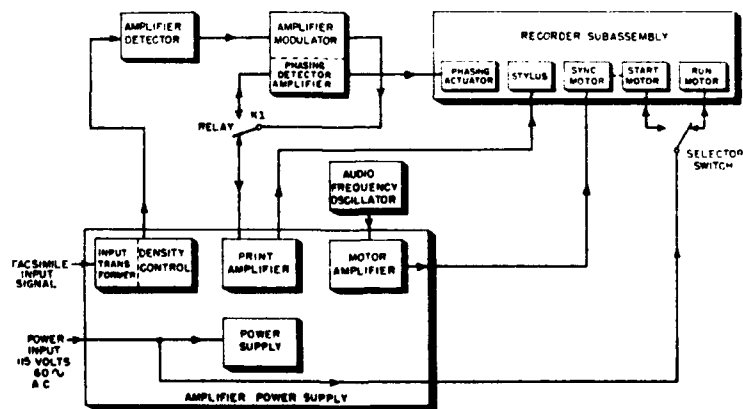 AMPLIFIER
DETECTOR
AMPLIFIER
MODULATOR
PHASING
DETECTOR
AMPLIFIER
RECORDER SUBASSEMBLY
PHASING
ACTUATOR
STYLUS
SYNC
MOTOR
START
MOTOR
RUN
MOTOR
K1
RELAY
SELECTOR
SWITCH
AUDIO
FREQUENCY
OSCILLATOR
FACSIMILE
INPUT
SIGNAL
INPUT
TRANS
FORMER
DENSITY
CONTROL
PRINT
AMPLIFIER
MOTOR
AMPLIFIER
POWER
INPUT
115 VOLTS
60 ~
A C
POWER
SUPPLY
AMPLIFIER POWER SUPPLY